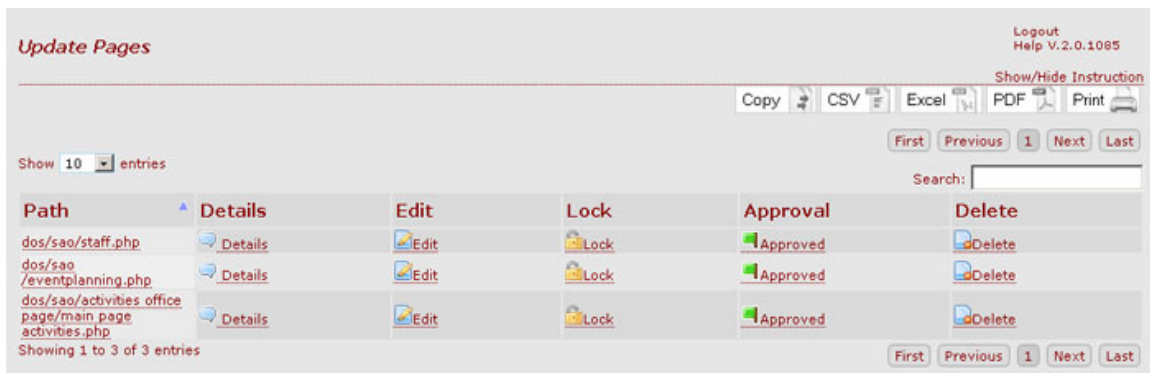 Update Pages
Logout
Help V.2.0.1085
Show/Hide Instruction
Copy CSV Excel PDF Print
First Previous 1 Next Last
Show 10 entries
Search:
Path Details Edit Lock Approval Delete
dos/sao/staff.php Details Edit Lock Approved Delete
dos/sao
/eventplanning.php Details Edit Lock Approved Delete
dos/sao/activities office
page/main page
activities.php Details Edit Lock Approved Delete
Showing 1 to 3 of 3 entries
First Previous 1 Next Last